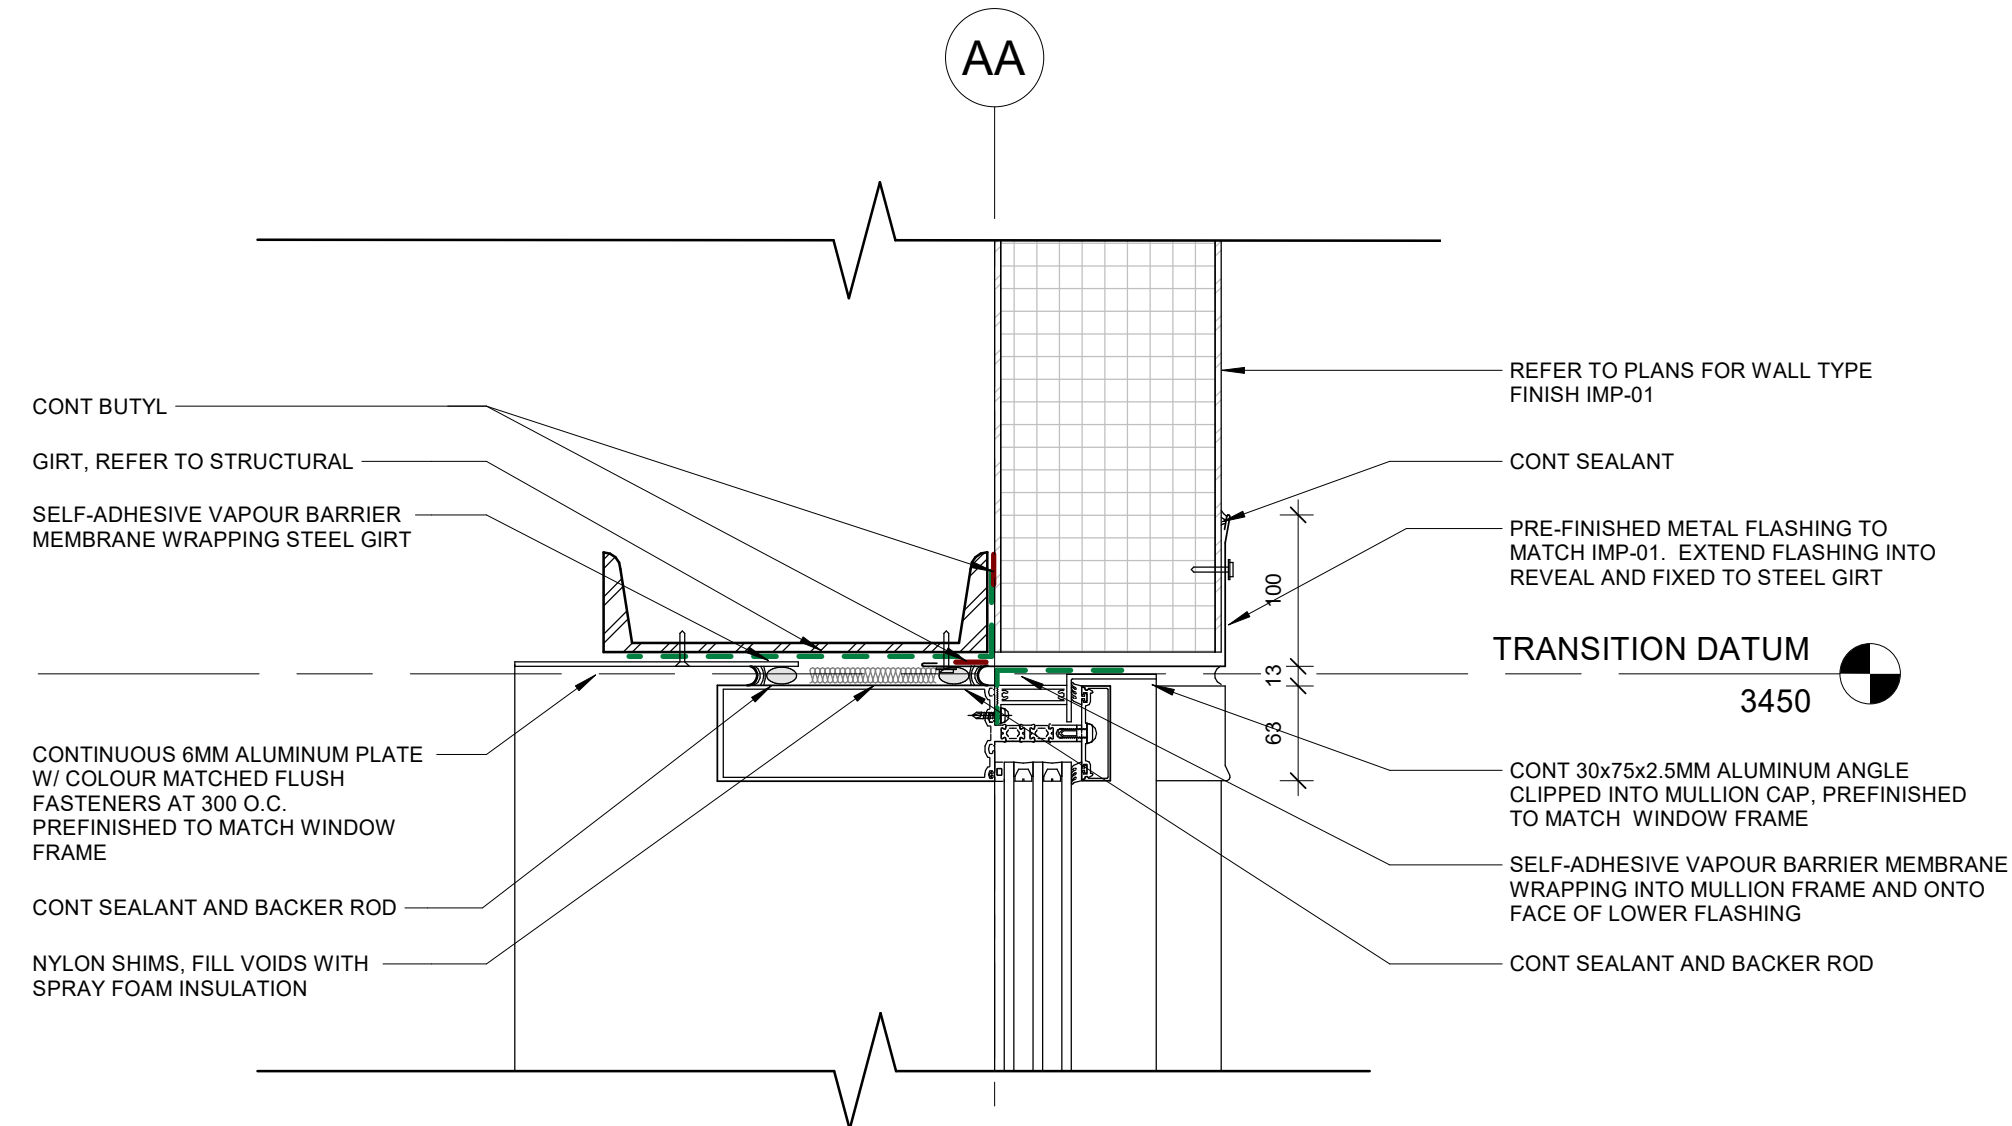 AA
CONT BUTYL
GIRT, REFER TO STRUCTURAL
SELF-ADHESIVE VAPOUR BARRIER
MEMBRANE WRAPPING STEEL GIRT
CONTINUOUS 6MM ALUMINUM PLATE
W/ COLOUR MATCHED FLUSH
FASTENERS AT 300 O.C.
PREFINISHED TO MATCH WINDOW
FRAME
CONT SEALANT AND BACKER ROD
NYLON SHIMS, FILL VOIDS WITH
SPRAY FOAM INSULATION
100
13
63
REFER TO PLANS FOR WALL TYPE
FINISH IMP-01
CONT SEALANT
PRE-FINISHED METAL FLASHING TO
MATCH IMP-01. EXTEND FLASHING INTO
REVEAL AND FIXED TO STEEL GIRT
TRANSITION DATUM
3450
CONT 30x75x2.5MM ALUMINUM ANGLE
CLIPPED INTO MULLION CAP, PREFINISHED
TO MATCH WINDOW FRAME
SELF-ADHESIVE VAPOUR BARRIER MEMBRANE
WRAPPING INTO MULLION FRAME AND ONTO
FACE OF LOWER FLASHING
CONT SEALANT AND BACKER ROD